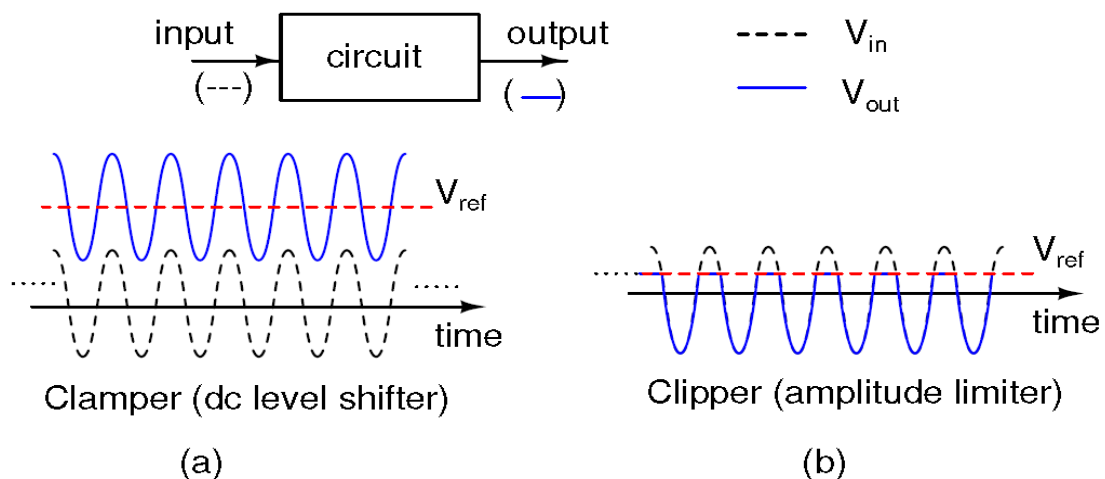 input
output
circuit
(---)
( — )
V_in
V_out
V_ref
time
Clamper (dc level shifter)
(a)
V_ref
time
Clipper (amplitude limiter)
(b)